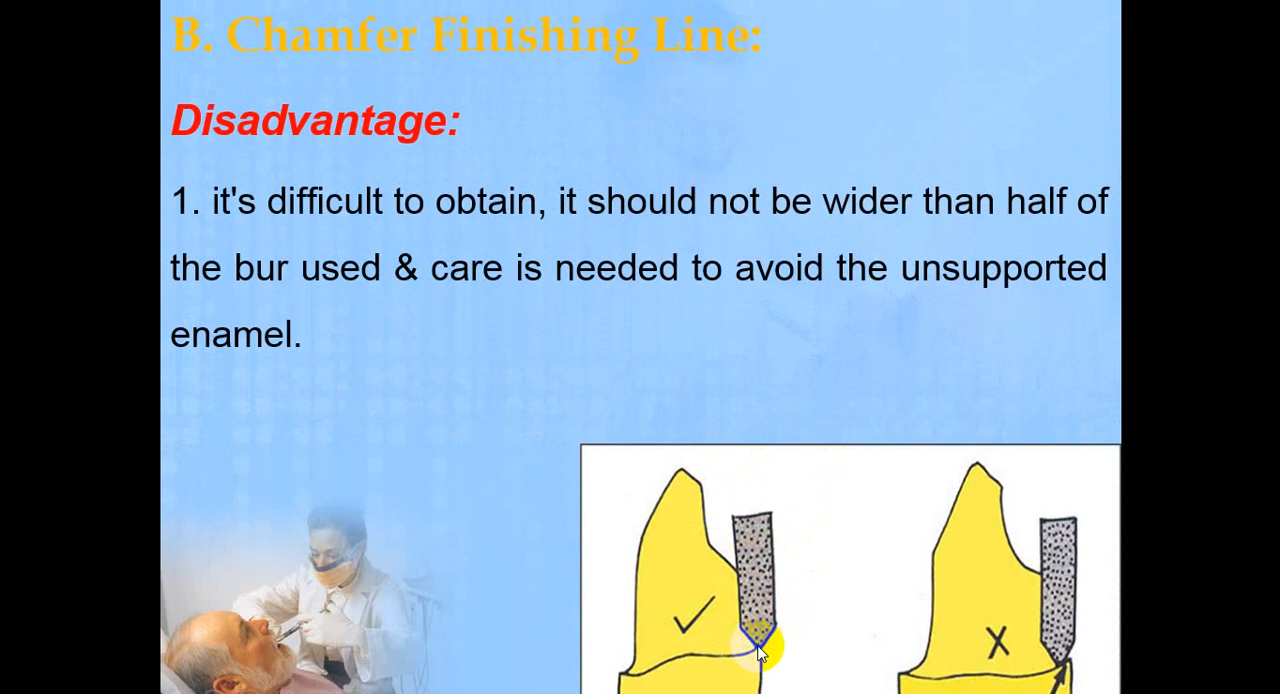 B. Chamfer Finishing Line:
Disadvantage:
1. it's difficult to obtain, it should not be wider than half of
the bur used & care is needed to avoid the unsupported
enamel.
X